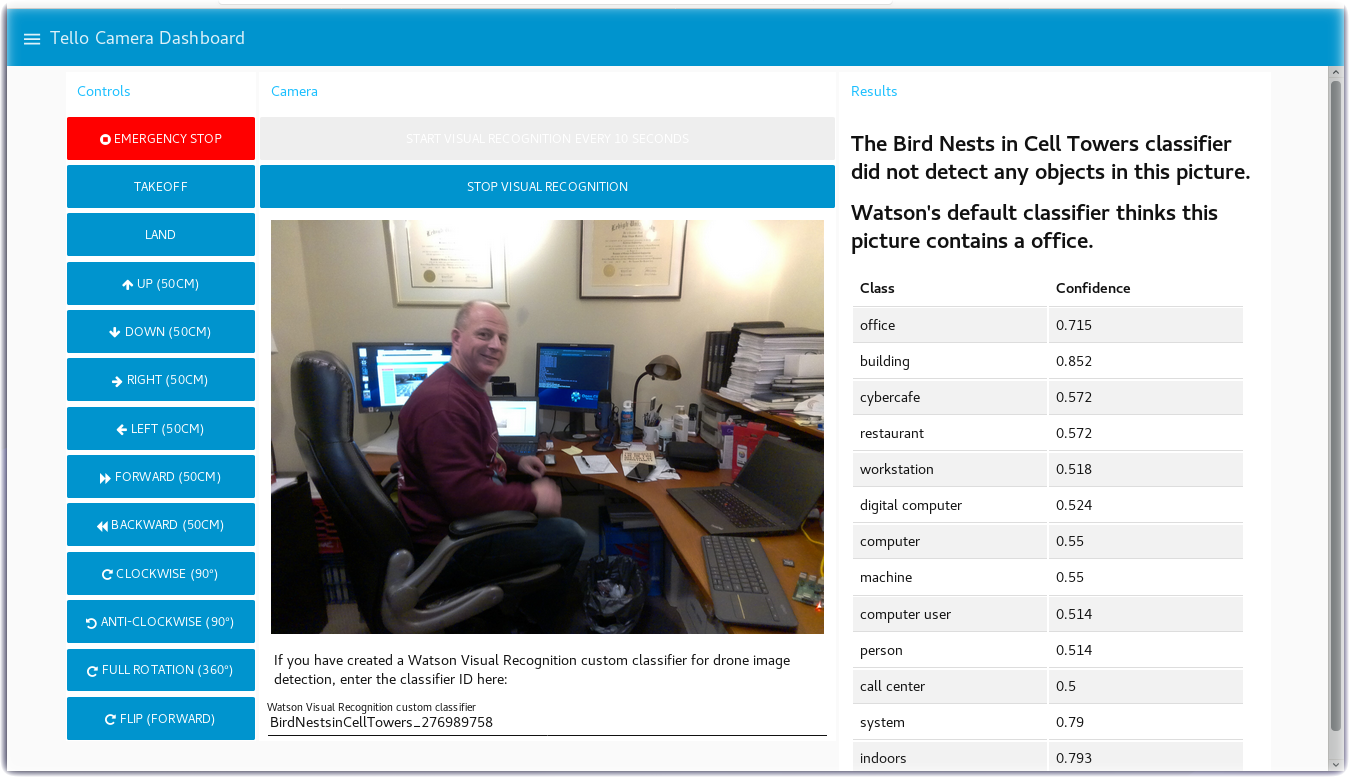 Tello Camera Dashboard
Controls
EMERGENCY STOP
TAKEOFF
LAND
UP (50CM)
DOWN (50CM)
RIGHT (50CM)
LEFT (50CM)
FORWARD (50CM)
BACKWARD (50CM)
CLOCKWISE (90°)
ANTI-CLOCKWISE (90°)
FULL ROTATION (360°)
FLIP (FORWARD)
Camera
START VISUAL RECOGNITION EVERY 10 SECONDS
STOP VISUAL RECOGNITION
If you have created a Watson Visual Recognition custom classifier for drone image
detection, enter the classifier ID here:
Watson Visual Recognition custom classifier
BirdNestsinCellTowers_276989758
Results
The Bird Nests in Cell Towers classifier
did not detect any objects in this picture.
Watson's default classifier thinks this
picture contains a office.
Class Confidence
office 0.715
building 0.852
cybercafe 0.572
restaurant 0.572
workstation 0.518
digital computer 0.524
computer 0.55
machine 0.55
computer user 0.514
person 0.514
call center 0.5
system 0.79
indoors 0.793